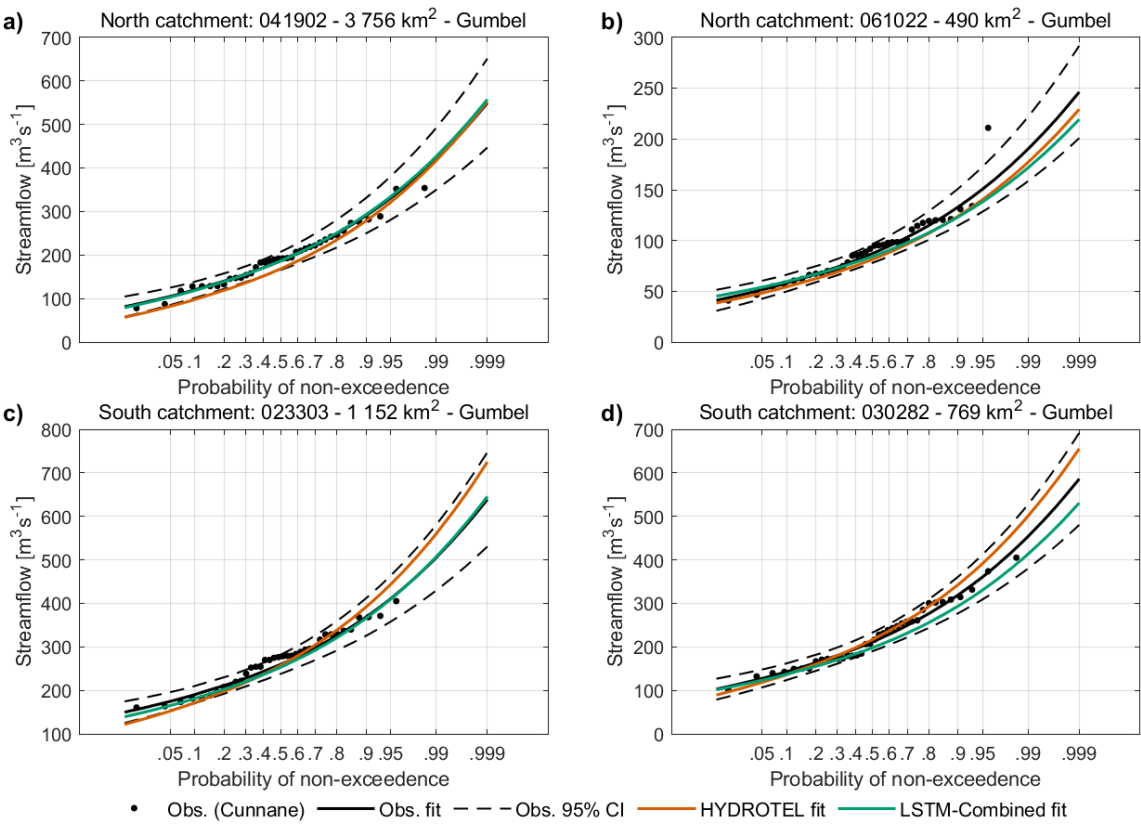 a) North catchment: 041902 - 3 756 km² - Gumbel
700
600
500
400
300
200
100
0
Streamflow [m³s⁻¹]
.05 .1 .2 .3 .4 .5 .6 .7 .8 .9 .95 .99 .999
Probability of non-exceedence
b) North catchment: 061022 - 490 km² - Gumbel
300
250
200
150
100
50
0
Streamflow [m³s⁻¹]
.05 .1 .2 .3 .4 .5 .6 .7 .8 .9 .95 .99 .999
Probability of non-exceedence
c) South catchment: 023303 - 1 152 km² - Gumbel
800
700
600
500
400
300
200
100
Streamflow [m³s⁻¹]
.05 .1 .2 .3 .4 .5 .6 .7 .8 .9 .95 .99 .999
Probability of non-exceedence
d) South catchment: 030282 - 769 km² - Gumbel
700
600
500
400
300
200
100
0
Streamflow [m³s⁻¹]
.05 .1 .2 .3 .4 .5 .6 .7 .8 .9 .95 .99 .999
Probability of non-exceedence
Obs. (Cunnane) Obs. fit Obs. 95% CI HYDROTEL fit LSTM-Combined fit